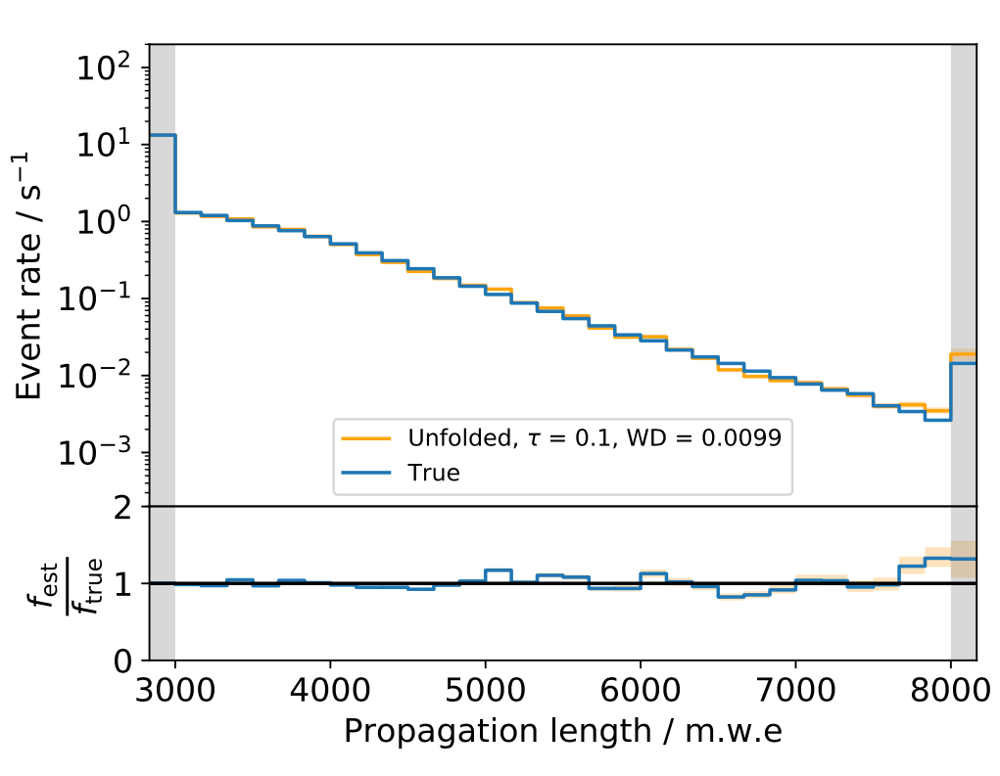 10²
10¹
10⁰
10⁻¹
10⁻²
10⁻³
Event rate / s⁻¹
Unfolded, τ = 0.1, WD = 0.0099
True
2
1
0
f_est
f_true
3000 4000 5000 6000 7000 8000
Propagation length / m.w.e